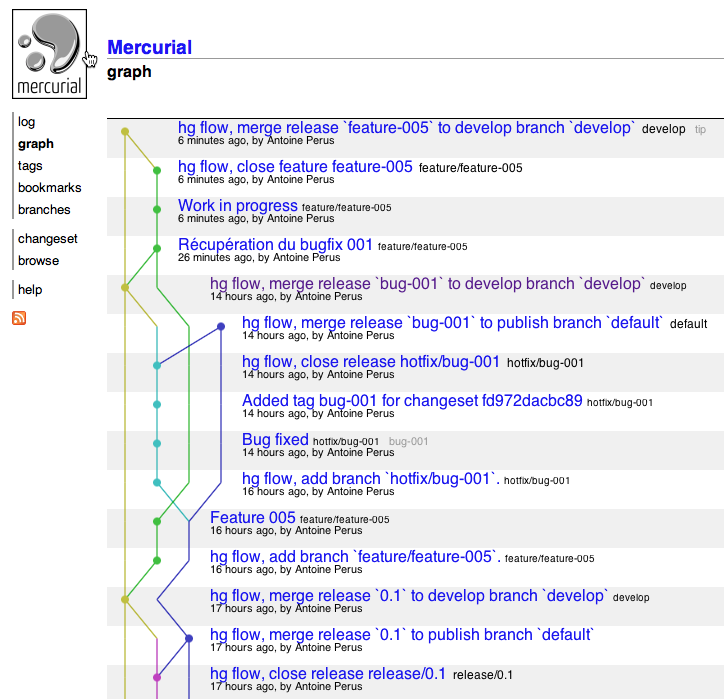 mercurial
Mercurial
graph
log
graph
tags
bookmarks
branches
changeset
browse
help
hg flow, merge release `feature-005` to develop branch `develop` develop tip
6 minutes ago, by Antoine Perus
hg flow, close feature feature-005 feature/feature-005
6 minutes ago, by Antoine Perus
Work in progress feature/feature-005
6 minutes ago, by Antoine Perus
Récupération du bugfix 001 feature/feature-005
26 minutes ago, by Antoine Perus
hg flow, merge release `bug-001` to develop branch `develop` develop
14 hours ago, by Antoine Perus
hg flow, merge release `bug-001` to publish branch `default` default
14 hours ago, by Antoine Perus
hg flow, close release hotfix/bug-001 hotfix/bug-001
14 hours ago, by Antoine Perus
Added tag bug-001 for changeset fd972dacbc89 hotfix/bug-001
14 hours ago, by Antoine Perus
Bug fixed hotfix/bug-001 bug-001
14 hours ago, by Antoine Perus
hg flow, add branch `hotfix/bug-001`. hotfix/bug-001
16 hours ago, by Antoine Perus
Feature 005 feature/feature-005
16 hours ago, by Antoine Perus
hg flow, add branch `feature/feature-005`. feature/feature-005
16 hours ago, by Antoine Perus
hg flow, merge release `0.1` to develop branch `develop` develop
17 hours ago, by Antoine Perus
hg flow, merge release `0.1` to publish branch `default`
17 hours ago, by Antoine Perus
hg flow, close release release/0.1 release/0.1
17 hours ago, by Antoine Perus